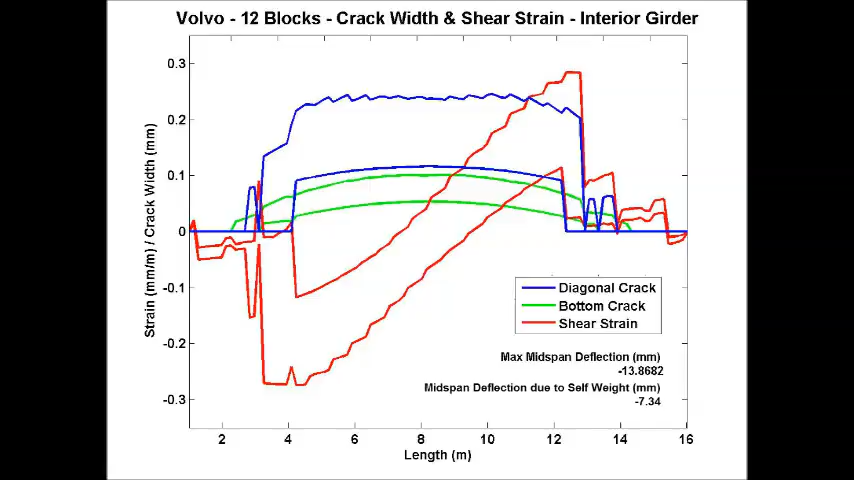 Volvo - 12 Blocks - Crack Width & Shear Strain - Interior Girder
Strain (mm/m) / Crack Width (mm)
0.3
0.2
0.1
0
-0.1
-0.2
-0.3
Diagonal Crack
Bottom Crack
Shear Strain
Max Midspan Deflection (mm)
-13.8682
Midspan Deflection due to Self Weight (mm)
-7.34
2 4 6 8 10 12 14 16
Length (m)